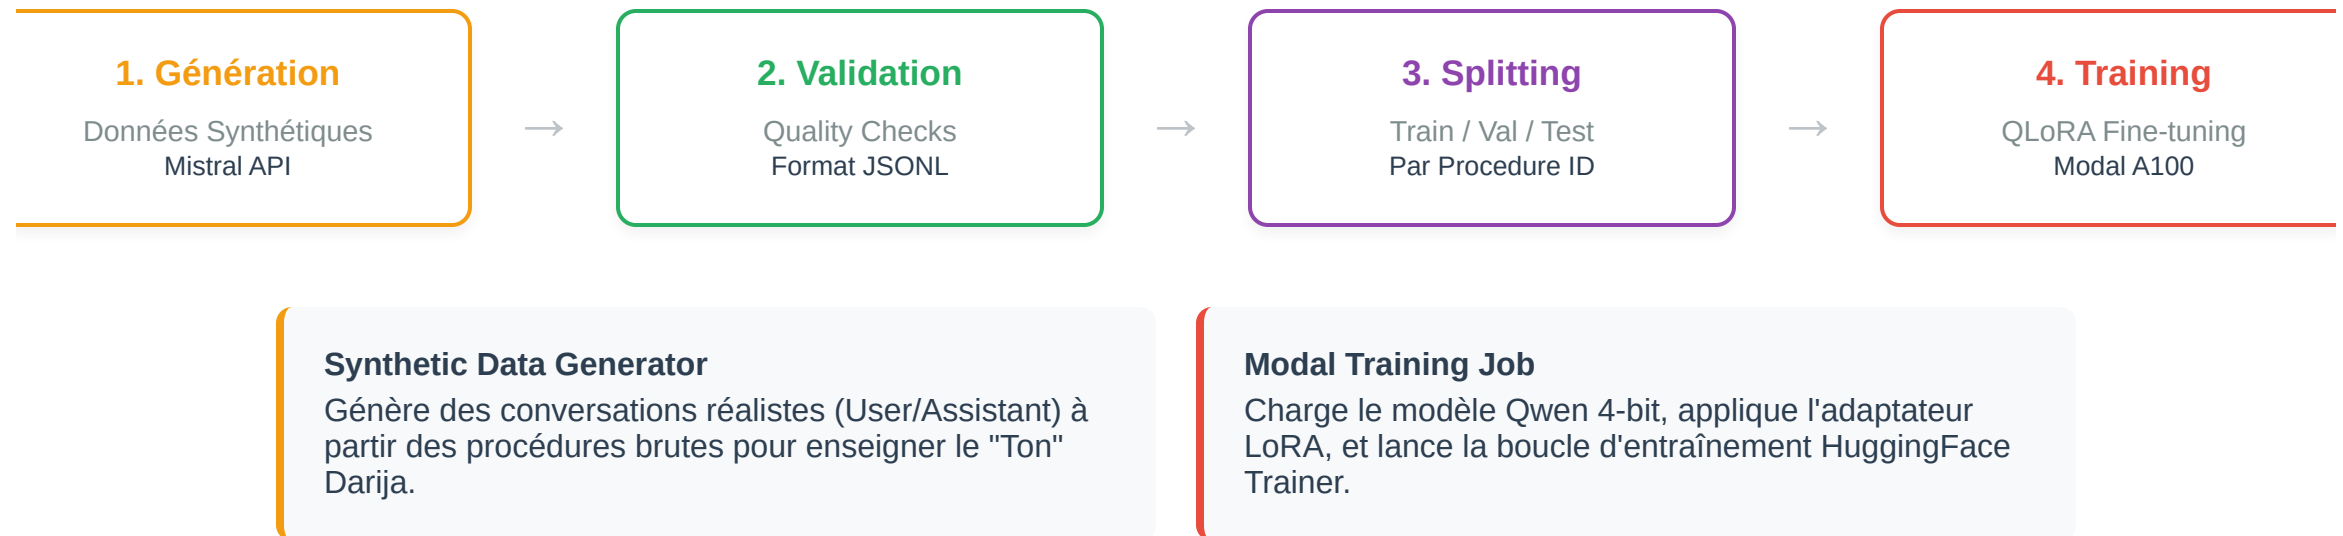 1. Génération
Données Synthétiques
Mistral API
→
2. Validation
Quality Checks
Format JSONL
→
3. Splitting
Train / Val / Test
Par Procedure ID
→
4. Training
QLoRA Fine-tuning
Modal A100
Synthetic Data Generator
Génère des conversations réalistes (User/Assistant) à
partir des procédures brutes pour enseigner le "Ton"
Darija.
Modal Training Job
Charge le modèle Qwen 4-bit, applique l'adaptateur
LoRA, et lance la boucle d'entraînement HuggingFace
Trainer.